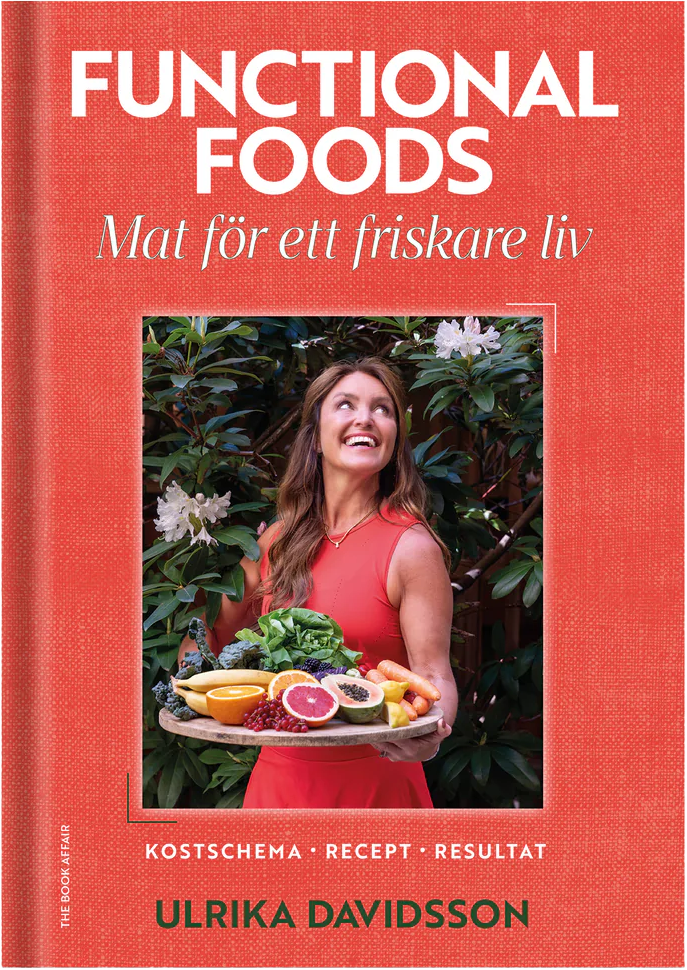 FUNCTIONAL
FOODS
Mat för ett friskare liv
KOSTSCHEMA • RECEPT • RESULTAT
THE BOOK AFFAIR
ULRIKA DAVIDSSON